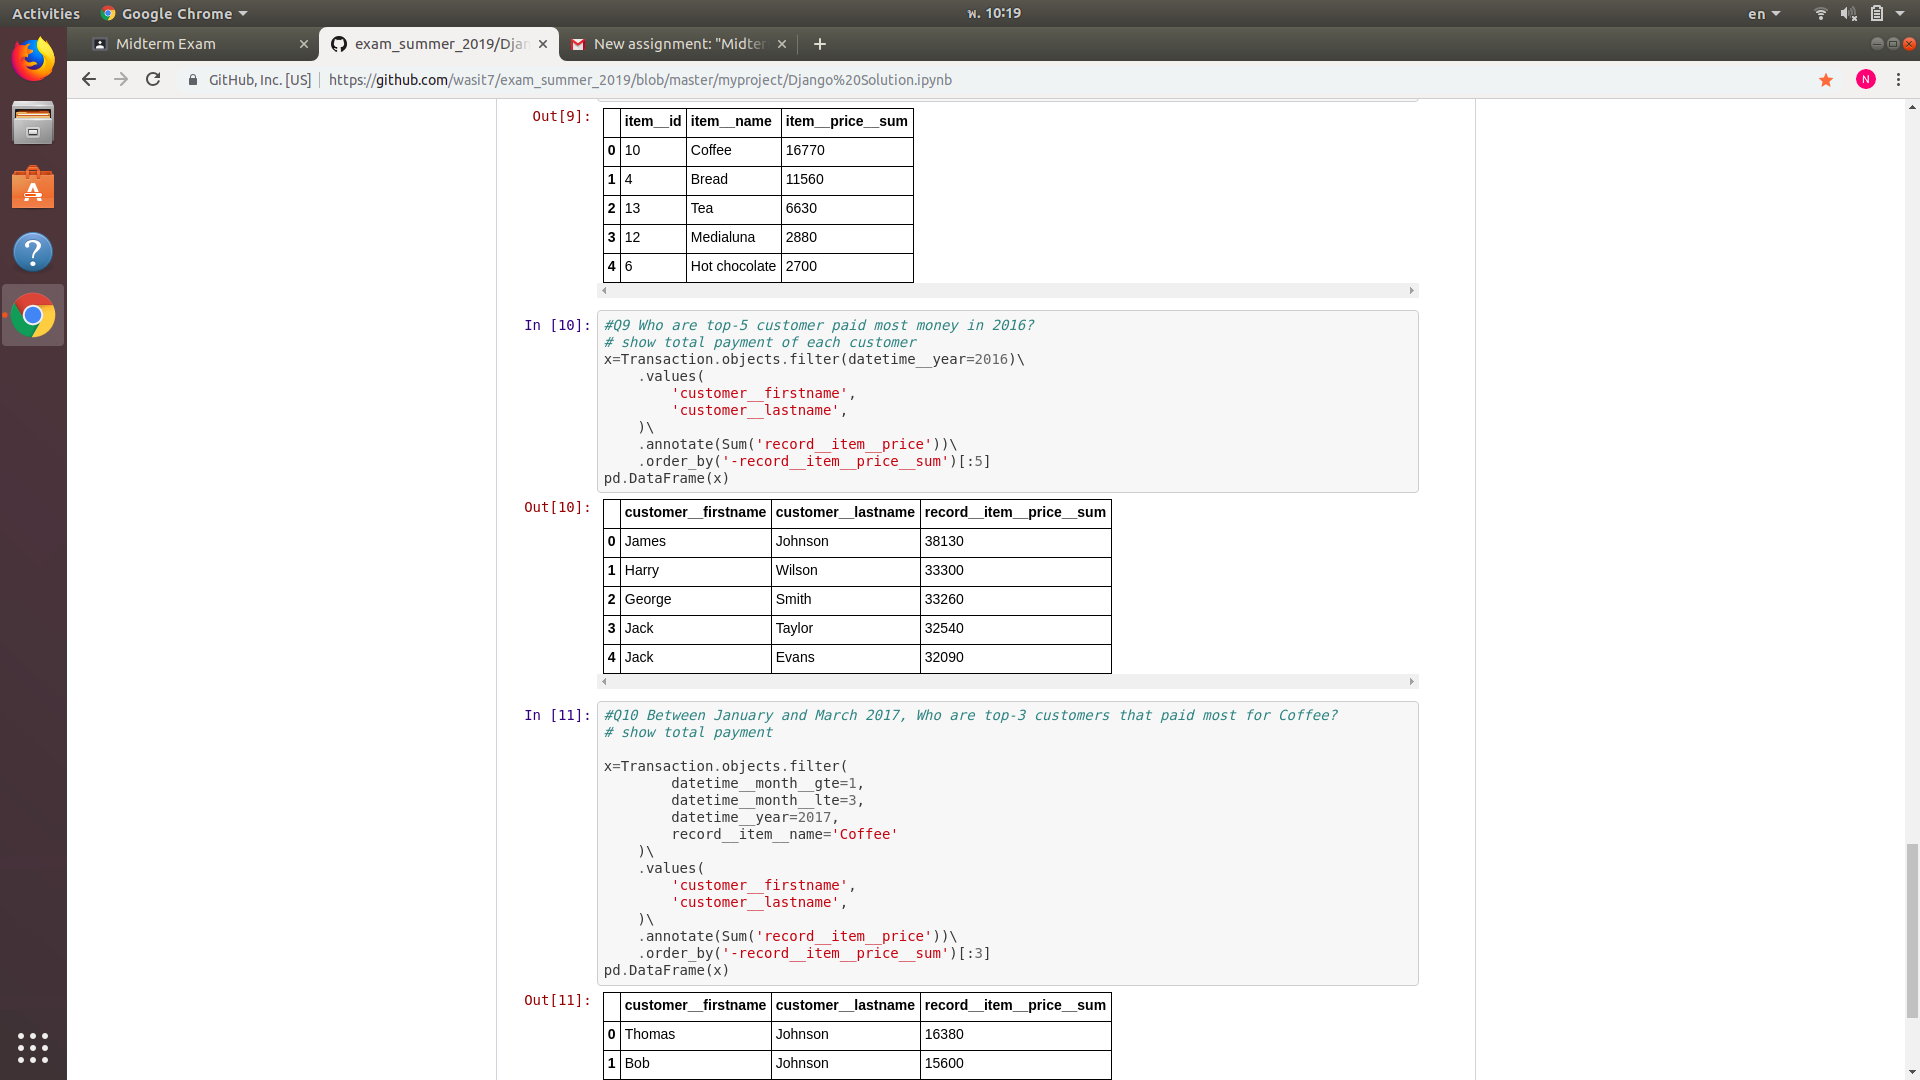 Activities Google Chrome พ. 10:19 en
Midterm Exam exam_summer_2019/Djan New assignment: "Midter
GitHub, Inc. [US] https://github.com/wasit7/exam_summer_2019/blob/master/myproject/Django%20Solution.ipynb N
Out[9]:
item__id item__name item__price__sum
0 10 Coffee 16770
1 4 Bread 11560
2 13 Tea 6630
3 12 Medialuna 2880
4 6 Hot chocolate 2700
In [10]: #Q9 Who are top-5 customer paid most money in 2016?
# show total payment of each customer
x=Transaction.objects.filter(datetime__year=2016)\
.values(
'customer__firstname',
'customer__lastname',
)\
.annotate(Sum('record__item__price'))\
.order_by('-record__item__price__sum')[:5]
pd.DataFrame(x)
Out[10]:
customer__firstname customer__lastname record__item__price__sum
0 James Johnson 38130
1 Harry Wilson 33300
2 George Smith 33260
3 Jack Taylor 32540
4 Jack Evans 32090
In [11]: #Q10 Between January and March 2017, Who are top-3 customers that paid most for Coffee?
# show total payment
x=Transaction.objects.filter(
datetime__month__gte=1,
datetime__month__lte=3,
datetime__year=2017,
record__item__name='Coffee'
)\
.values(
'customer__firstname',
'customer__lastname',
)\
.annotate(Sum('record__item__price'))\
.order_by('-record__item__price__sum')[:3]
pd.DataFrame(x)
Out[11]:
customer__firstname customer__lastname record__item__price__sum
0 Thomas Johnson 16380
1 Bob Johnson 15600